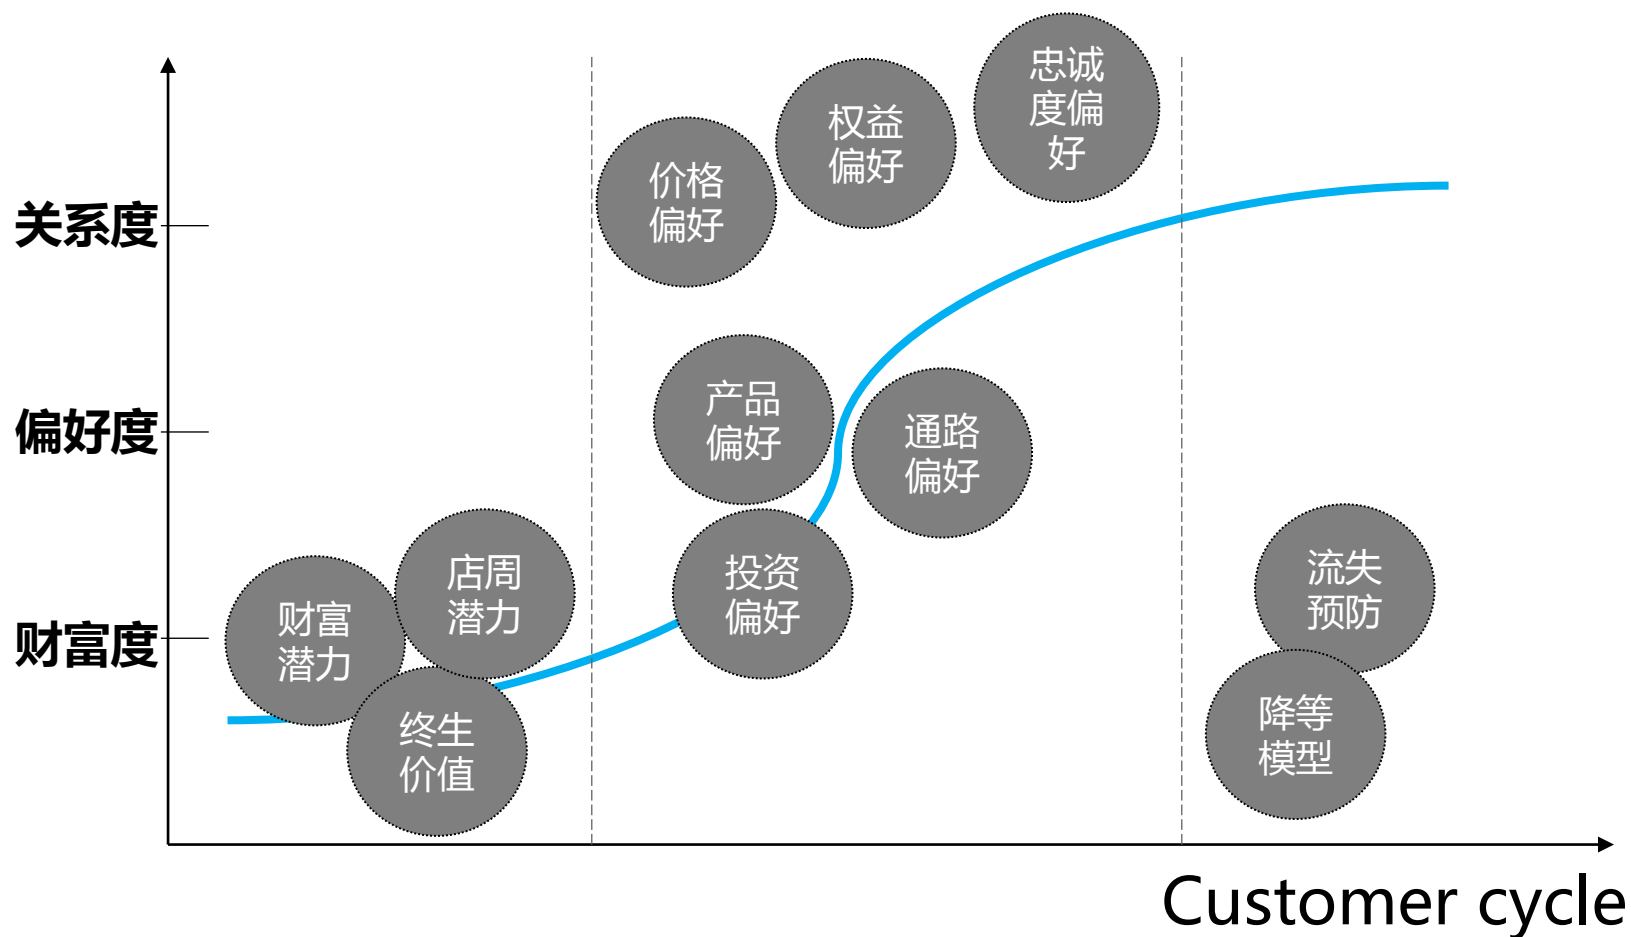 忠诚
度偏
好
权益
偏好
价格
偏好
关系度
产品
偏好
通路
偏好
偏好度
店周
潜力
投资
偏好
流失
预防
财富
潜力
财富度
终生
价值
降等
模型
Customer cycle